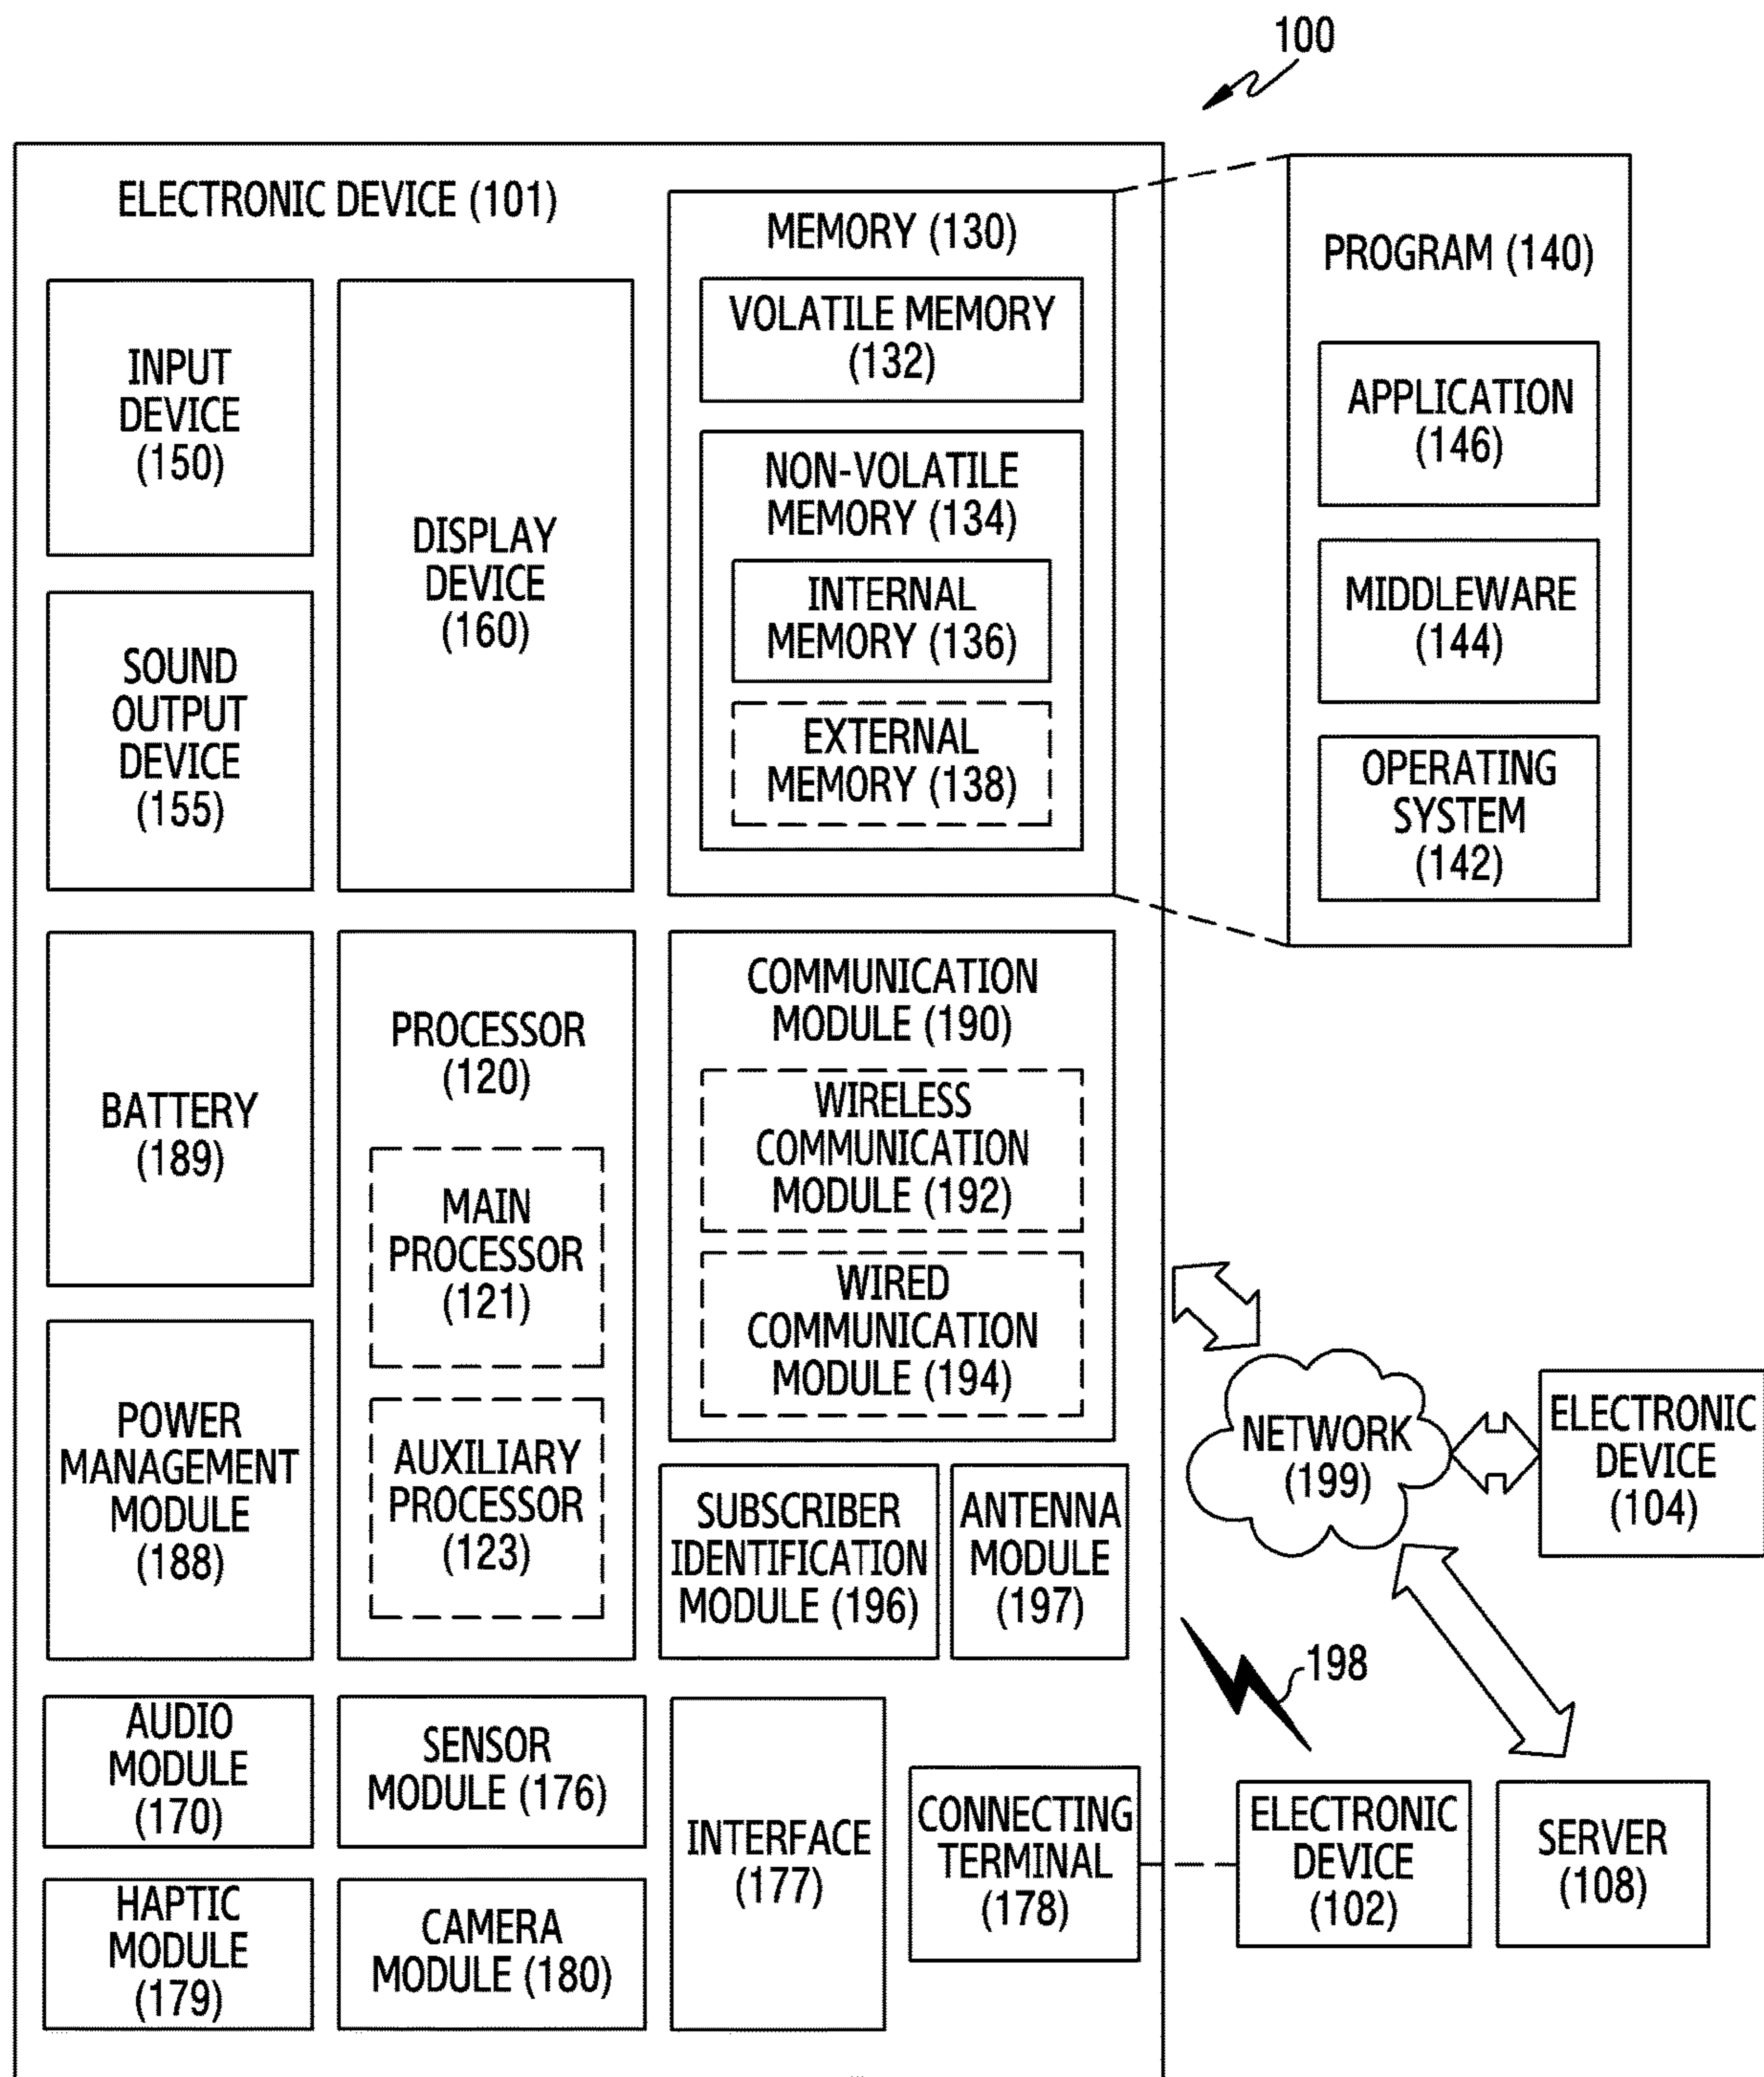 100
ELECTRONIC DEVICE (101)
INPUT
DEVICE
(150)
SOUND
OUTPUT
DEVICE
(155)
DISPLAY
DEVICE
(160)
MEMORY (130)
VOLATILE MEMORY
(132)
NON-VOLATILE
MEMORY (134)
INTERNAL
MEMORY (136)
EXTERNAL
MEMORY (138)
PROGRAM (140)
APPLICATION
(146)
MIDDLEWARE
(144)
OPERATING
SYSTEM
(142)
BATTERY
(189)
POWER
MANAGEMENT
MODULE
(188)
PROCESSOR
(120)
MAIN
PROCESSOR
(121)
AUXILIARY
PROCESSOR
(123)
COMMUNICATION
MODULE (190)
WIRELESS
COMMUNICATION
MODULE (192)
WIRED
COMMUNICATION
MODULE (194)
SUBSCRIBER
IDENTIFICATION
MODULE (196)
ANTENNA
MODULE
(197)
NETWORK
(199)
ELECTRONIC
DEVICE
(104)
198
AUDIO
MODULE
(170)
SENSOR
MODULE (176)
HAPTIC
MODULE
(179)
CAMERA
MODULE (180)
INTERFACE
(177)
CONNECTING
TERMINAL
(178)
ELECTRONIC
DEVICE
(102)
SERVER
(108)